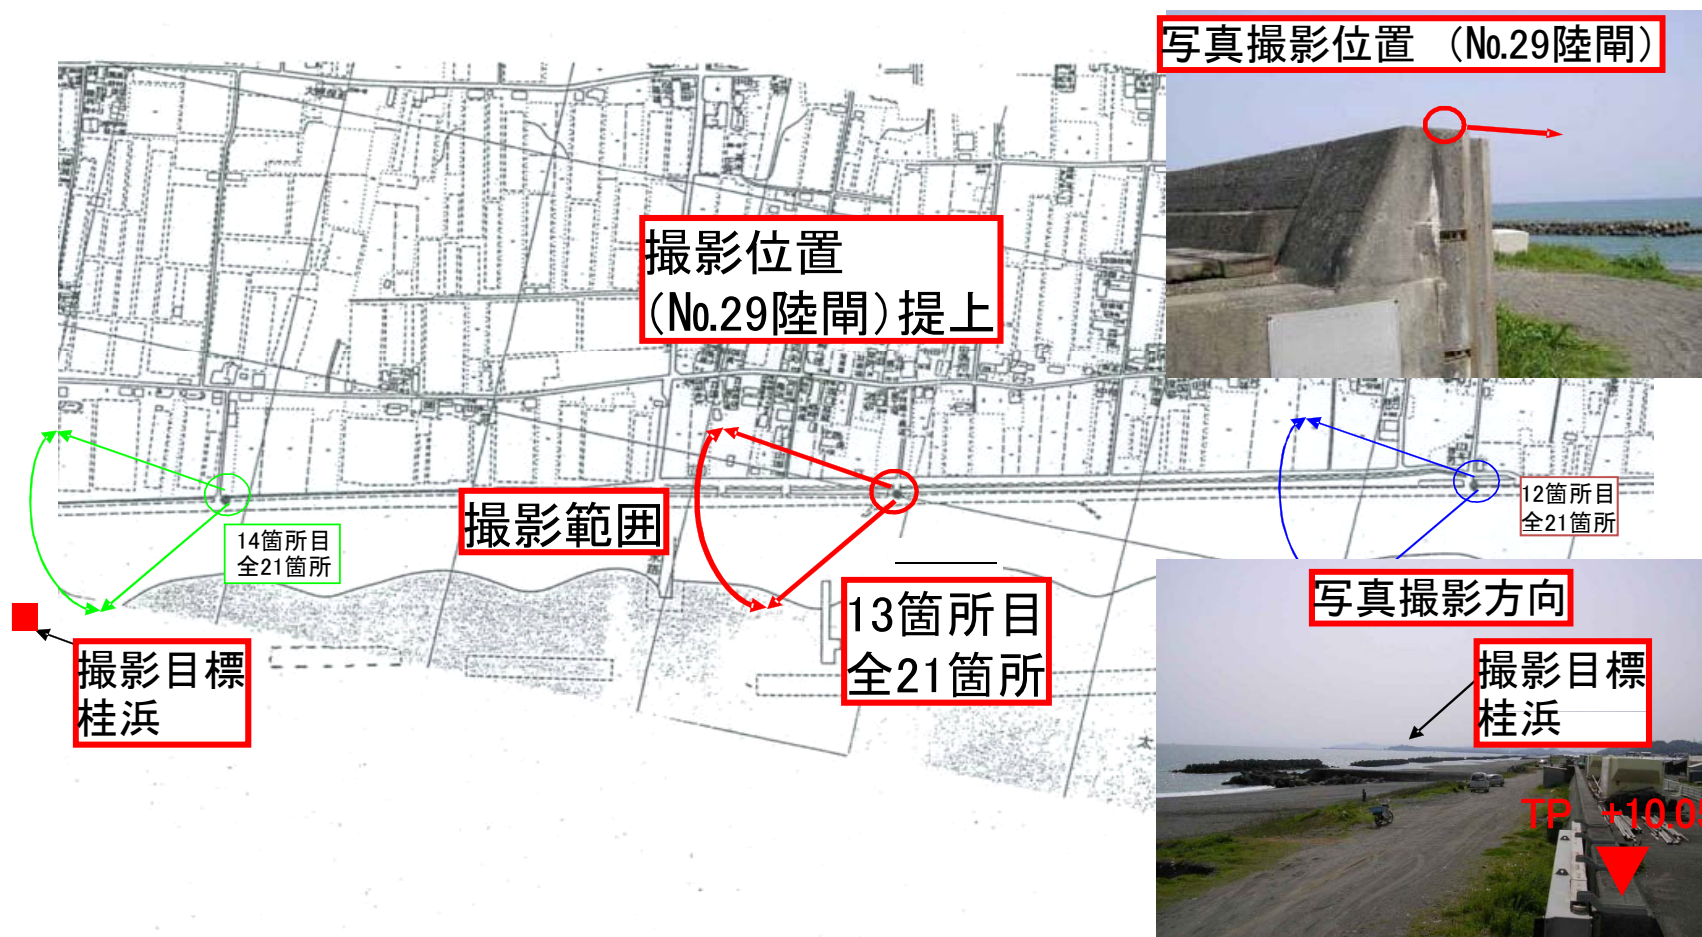 写真撮影位置 (No.29陸閘)
撮影位置
(No.29陸閘)提上
撮影範囲
14箇所目
全21箇所
12箇所目
全21箇所
13箇所目
全21箇所
撮影目標
桂浜
写真撮影方向
撮影目標
桂浜
TP +10.05